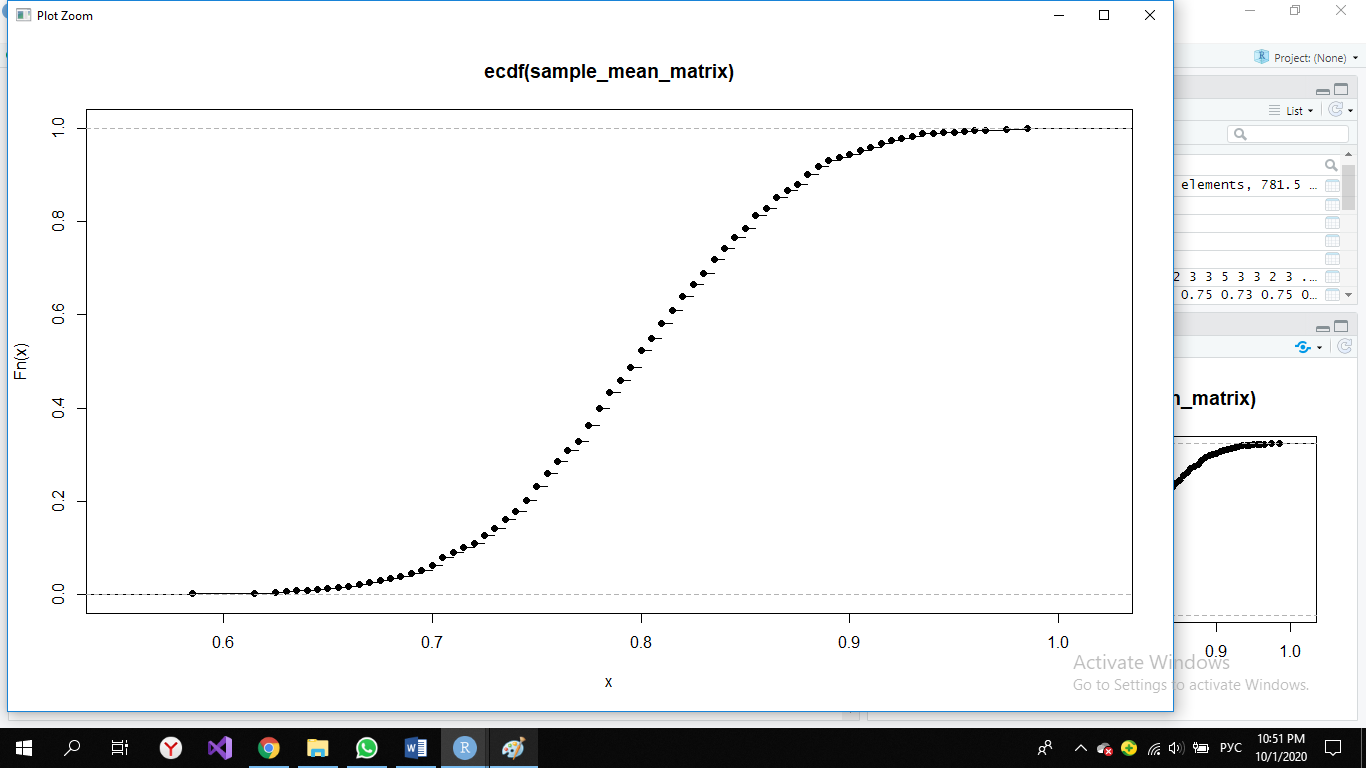 Plot Zoom
ecdf(sample_mean_matrix)
Fn(x)
0.0
0.2
0.4
0.6
0.8
1.0
0.6
0.7
0.8
0.9
1.0
x
Project: (None)
List
elements, 781.5 …
2 3 3 5 3 3 2 3 ...
0.75 0.73 0.75 0…
_matrix)
0.9
1.0
Activate Windows
Go to Settings to activate Windows.
РУС
10:51 PM
10/1/2020